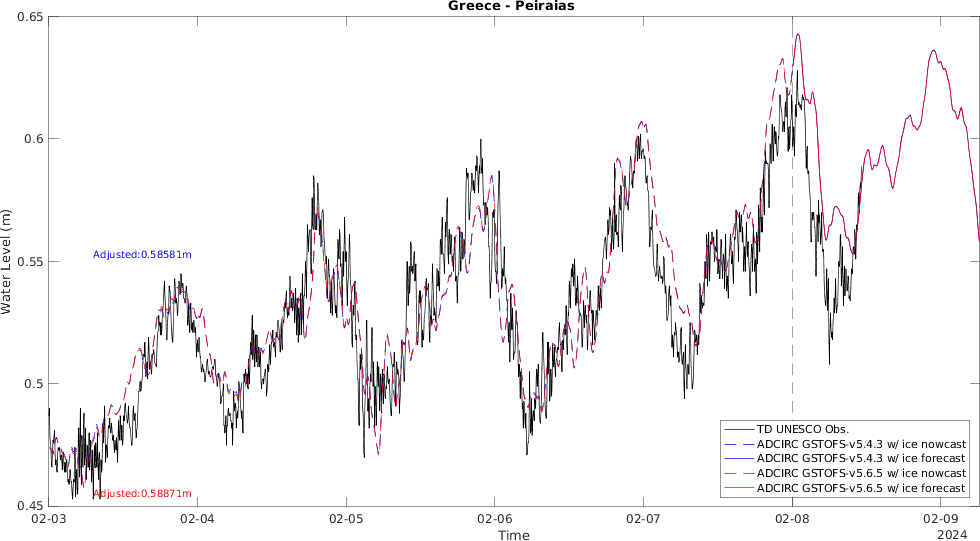 Greece - Peiraias
0.65
0.6
0.55
0.5
0.45
Water Level (m)
Adjusted:0.58581m
Adjusted:0.58871m
TD UNESCO Obs.
ADCIRC GSTOFS-v5.4.3 w/ ice nowcast
ADCIRC GSTOFS-v5.4.3 w/ ice forecast
ADCIRC GSTOFS-v5.6.5 w/ ice nowcast
ADCIRC GSTOFS-v5.6.5 w/ ice forecast
02-03 02-04 02-05 02-06 02-07 02-08 02-09
Time
2024